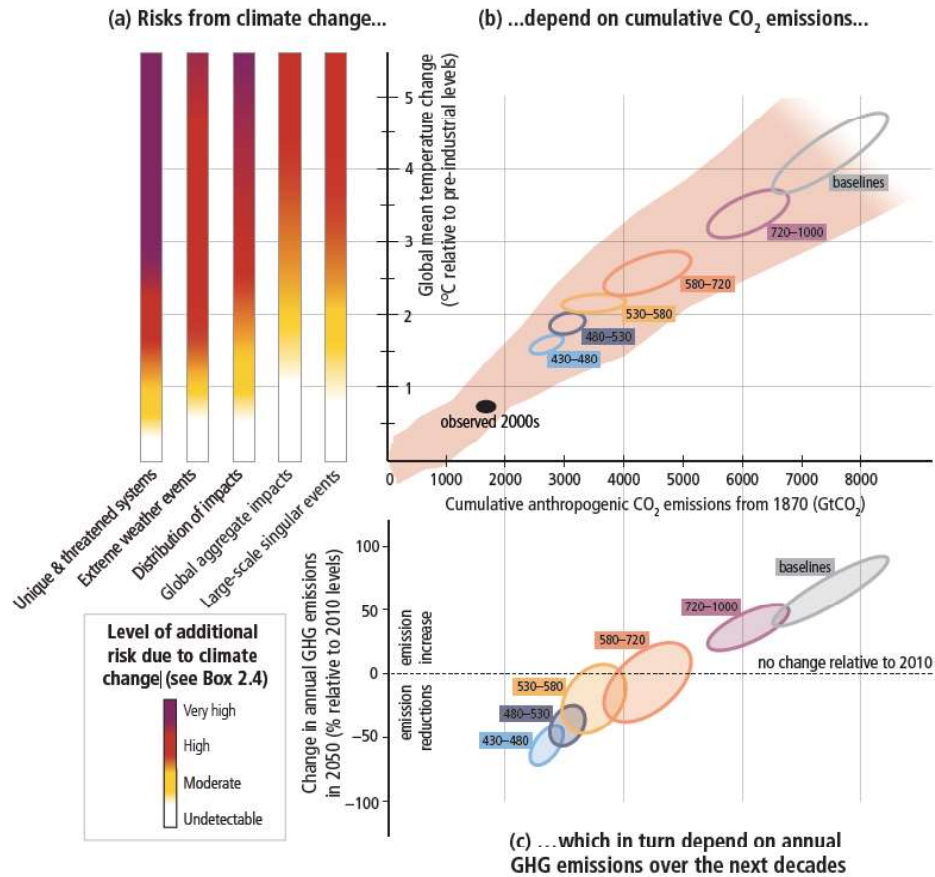 (a) Risks from climate change...
(b) ...depend on cumulative CO₂ emissions...
Global mean temperature change
(°C relative to pre-industrial levels)
5
4
3
2
1
baselines
720–1000
580–720
530–580
480–530
430–480
observed 2000s
0
1000
2000
3000
4000
5000
6000
7000
8000
Cumulative anthropogenic CO₂ emissions from 1870 (GtCO₂)
Unique & threatened systems
Extreme weather events
Distribution of impacts
Global aggregate impacts
Large-scale singular events
Level of additional
risk due to climate
change (see Box 2.4)
Very high
High
Moderate
Undetectable
Change in annual GHG emissions
in 2050 (% relative to 2010 levels)
100
50
0
−50
−100
emission
increase
emission
reductions
baselines
720–1000
580–720
no change relative to 2010
530–580
480–530
430–480
(c) ...which in turn depend on annual
GHG emissions over the next decades